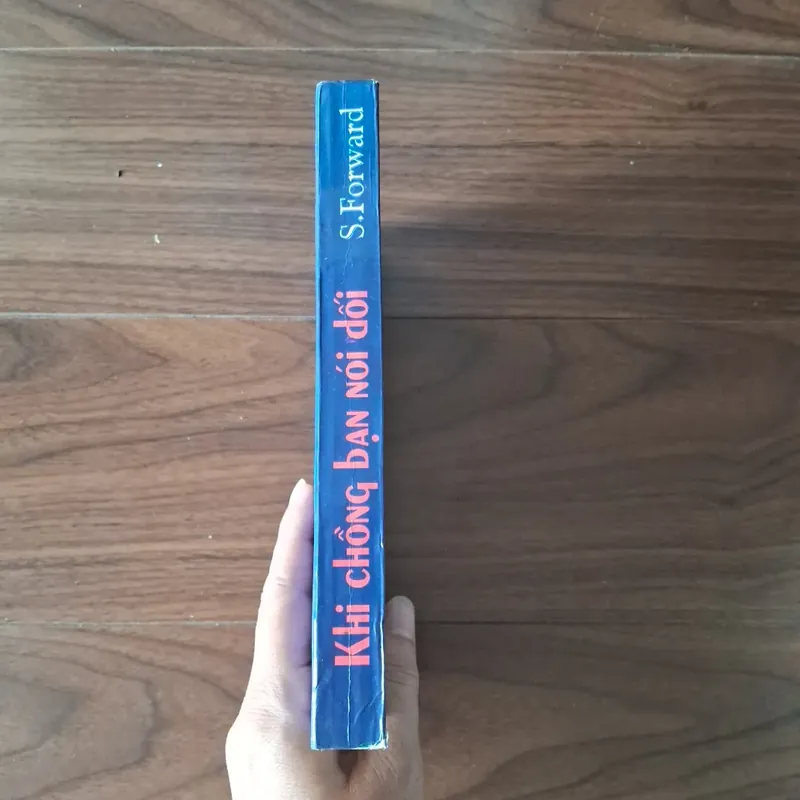 Khi chồng bạn nói dối
S.Forward